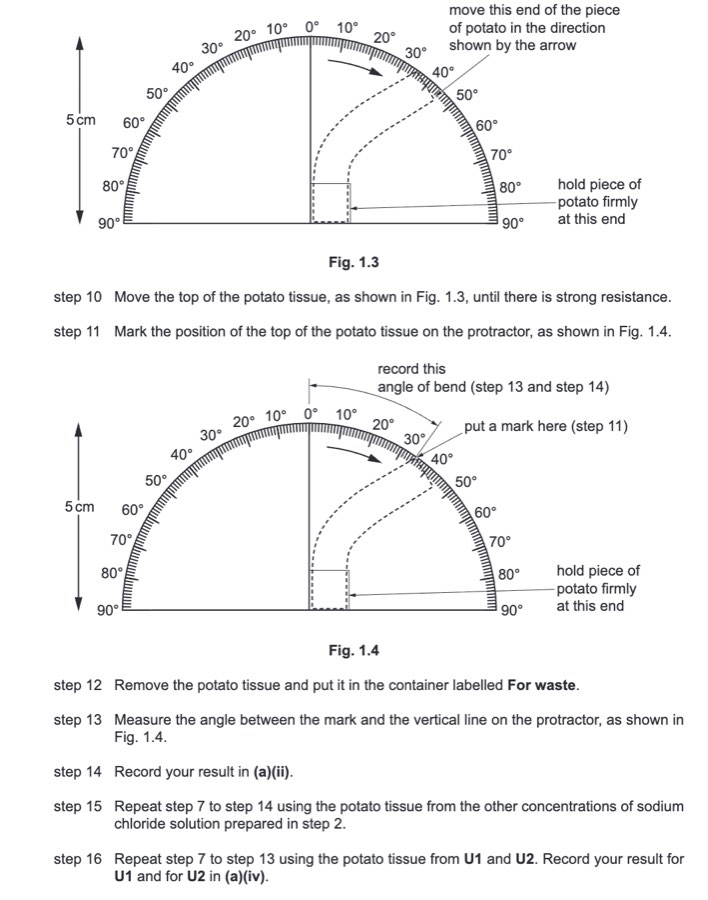 move this end of the piece
of potato in the direction
shown by the arrow
0°
10°
10°
20°
20°
30°
30°
40°
40°
50°
50°
5 cm
60°
60°
70°
70°
80°
80°
hold piece of
potato firmly
at this end
90°
90°
Fig. 1.3
step 10 Move the top of the potato tissue, as shown in Fig. 1.3, until there is strong resistance.
step 11 Mark the position of the top of the potato tissue on the protractor, as shown in Fig. 1.4.
record this
angle of bend (step 13 and step 14)
0°
10°
10°
20°
20°
put a mark here (step 11)
30°
30°
40°
40°
50°
50°
5 cm
60°
60°
70°
70°
80°
80°
hold piece of
potato firmly
at this end
90°
90°
Fig. 1.4
step 12 Remove the potato tissue and put it in the container labelled For waste.
step 13 Measure the angle between the mark and the vertical line on the protractor, as shown in
Fig. 1.4.
step 14 Record your result in (a)(ii).
step 15 Repeat step 7 to step 14 using the potato tissue from the other concentrations of sodium
chloride solution prepared in step 2.
step 16 Repeat step 7 to step 13 using the potato tissue from U1 and U2. Record your result for
U1 and for U2 in (a)(iv).